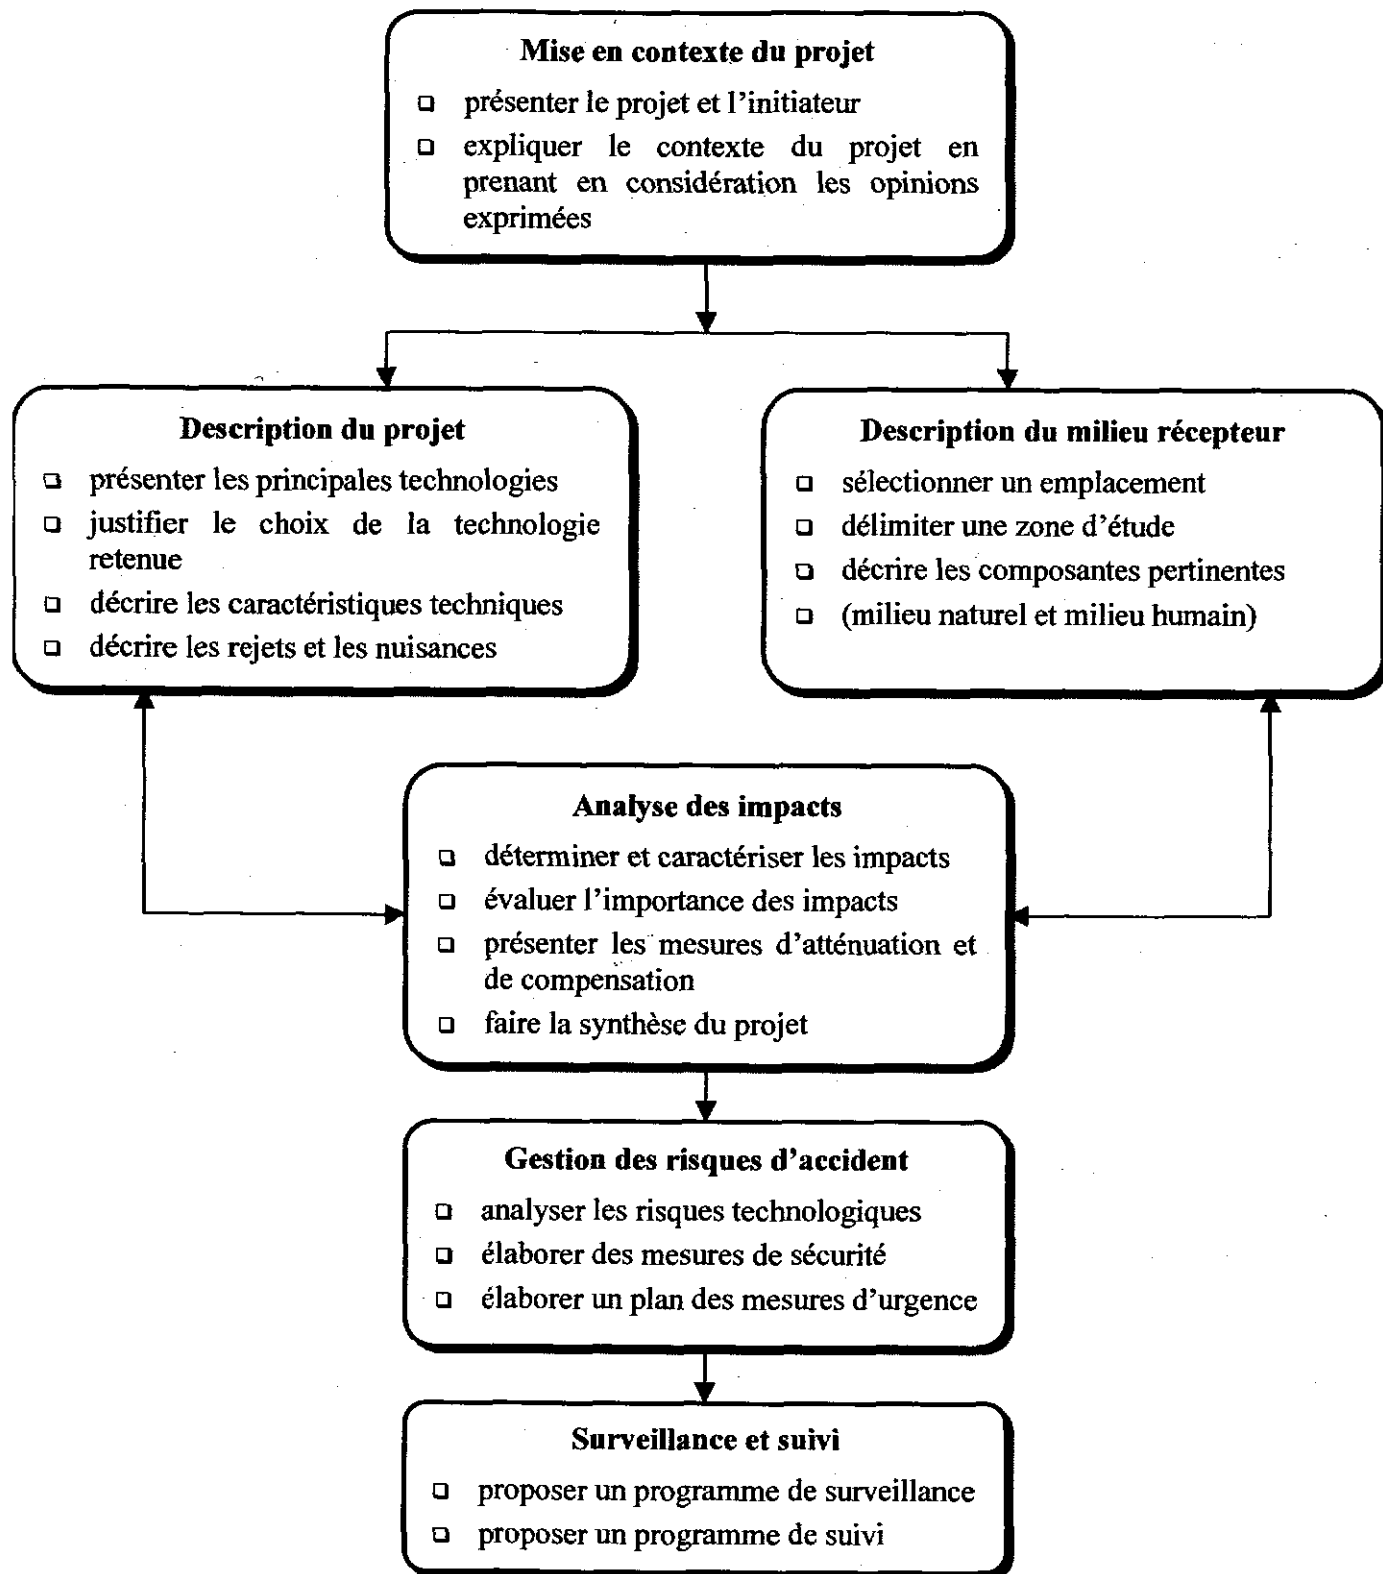 Mise en contexte du projet
❑ présenter le projet et l'initiateur
❑ expliquer le contexte du projet en
prenant en considération les opinions
exprimées
Description du projet
❑ présenter les principales technologies
❑ justifier le choix de la technologie
retenue
❑ décrire les caractéristiques techniques
❑ décrire les rejets et les nuisances
Description du milieu récepteur
❑ sélectionner un emplacement
❑ délimiter une zone d'étude
❑ décrire les composantes pertinentes
❑ (milieu naturel et milieu humain)
Analyse des impacts
❑ déterminer et caractériser les impacts
❑ évaluer l'importance des impacts
❑ présenter les mesures d'atténuation et
de compensation
❑ faire la synthèse du projet
Gestion des risques d'accident
❑ analyser les risques technologiques
❑ élaborer des mesures de sécurité
❑ élaborer un plan des mesures d'urgence
Surveillance et suivi
❑ proposer un programme de surveillance
❑ proposer un programme de suivi